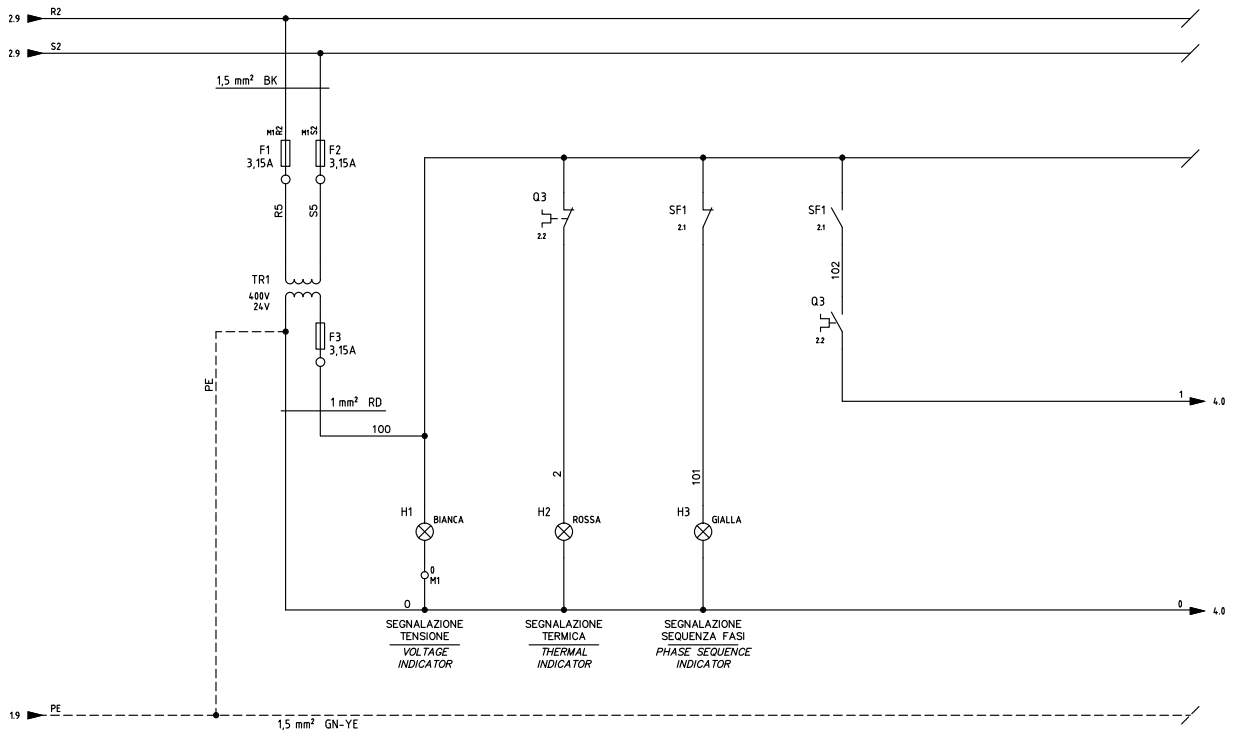 2.9 R2
2.9 S2
1,5 mm² BK
M1 R2 M1 S2
F1 F2
3,15A 3,15A
R5 S5
Q3
2.2
SF1
2.1
SF1
2.1
102
TR1
400V
24V
Q3
2.2
F3
3,15A
PE
1 mm² RD
1 4.0
100
2
101
H1 BIANCA
H2 ROSSA
H3 GIALLA
0
M1
0
0 4.0
SEGNALAZIONE
TENSIONE
VOLTAGE
INDICATOR
SEGNALAZIONE
TERMICA
THERMAL
INDICATOR
SEGNALAZIONE
SEQUENZA FASI
PHASE SEQUENCE
INDICATOR
1.9 PE
1,5 mm² GN-YE